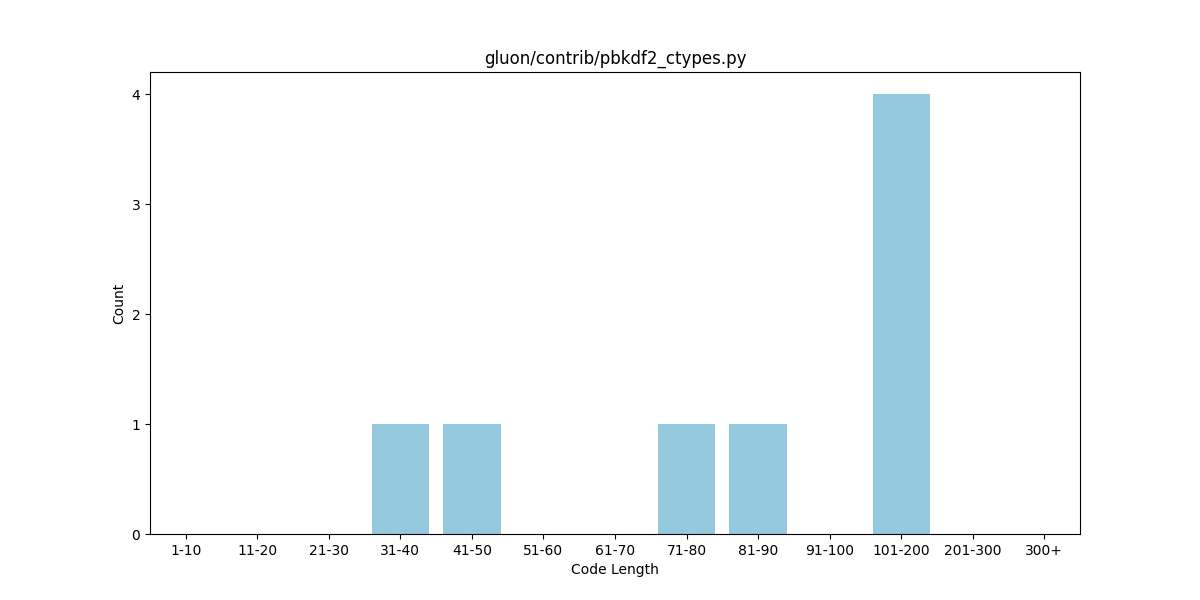 gluon/contrib/pbkdf2_ctypes.py
4
3
2
1
0
Count
1-10 11-20 21-30 31-40 41-50 51-60 61-70 71-80 81-90 91-100 101-200 201-300 300+
Code Length